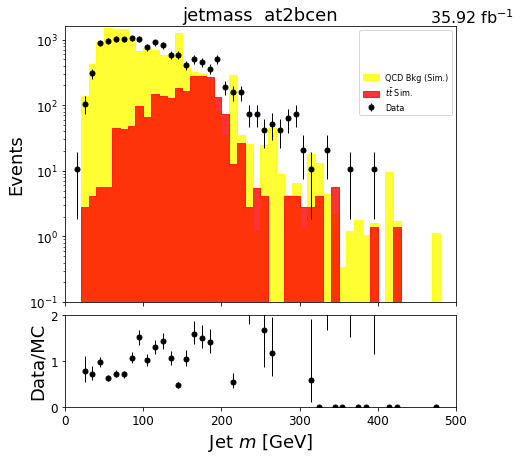 jetmass at2bcen
35.92 fb⁻¹
QCD Bkg (Sim.)
tt̄ Sim.
Data
Events
10³
10²
10¹
10⁰
10⁻¹
Data/MC
2
1
0
0 100 200 300 400 500
Jet m [GeV]